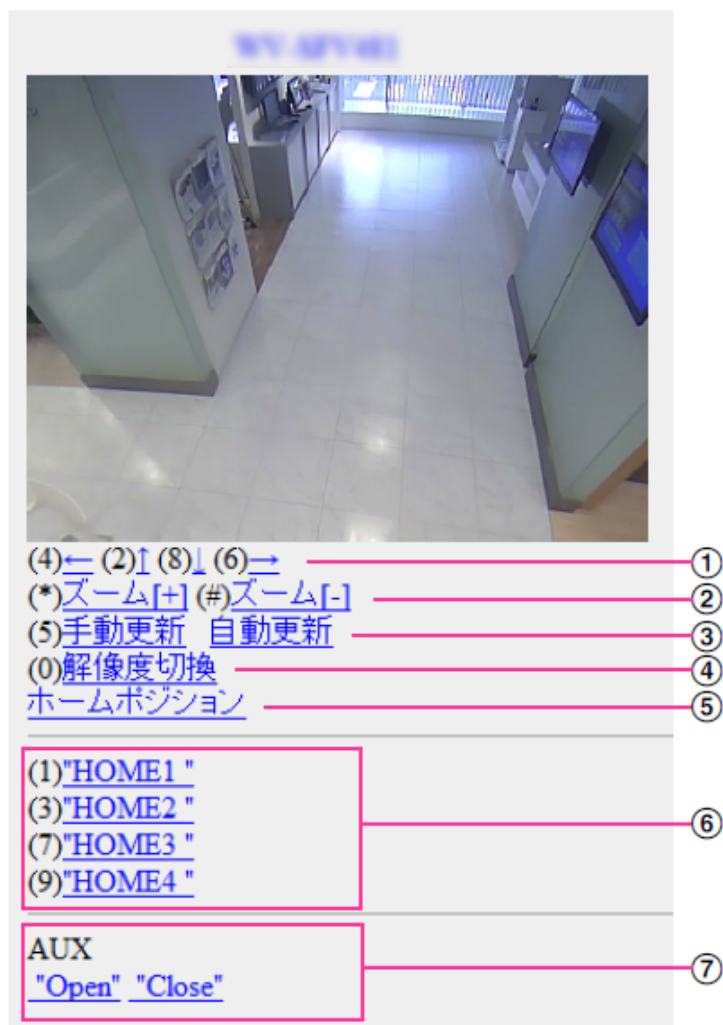 (4)← (2)↑ (8)↓ (6)→ ①
(*)ズーム[+] (#)ズーム[-] ②
(5)手動更新 自動更新 ③
(0)解像度切換 ④
ホームポジション ⑤
(1)"HOME1 "
(3)"HOME2 "
(7)"HOME3 "
(9)"HOME4 "
⑥
AUX
"Open" "Close"
⑦